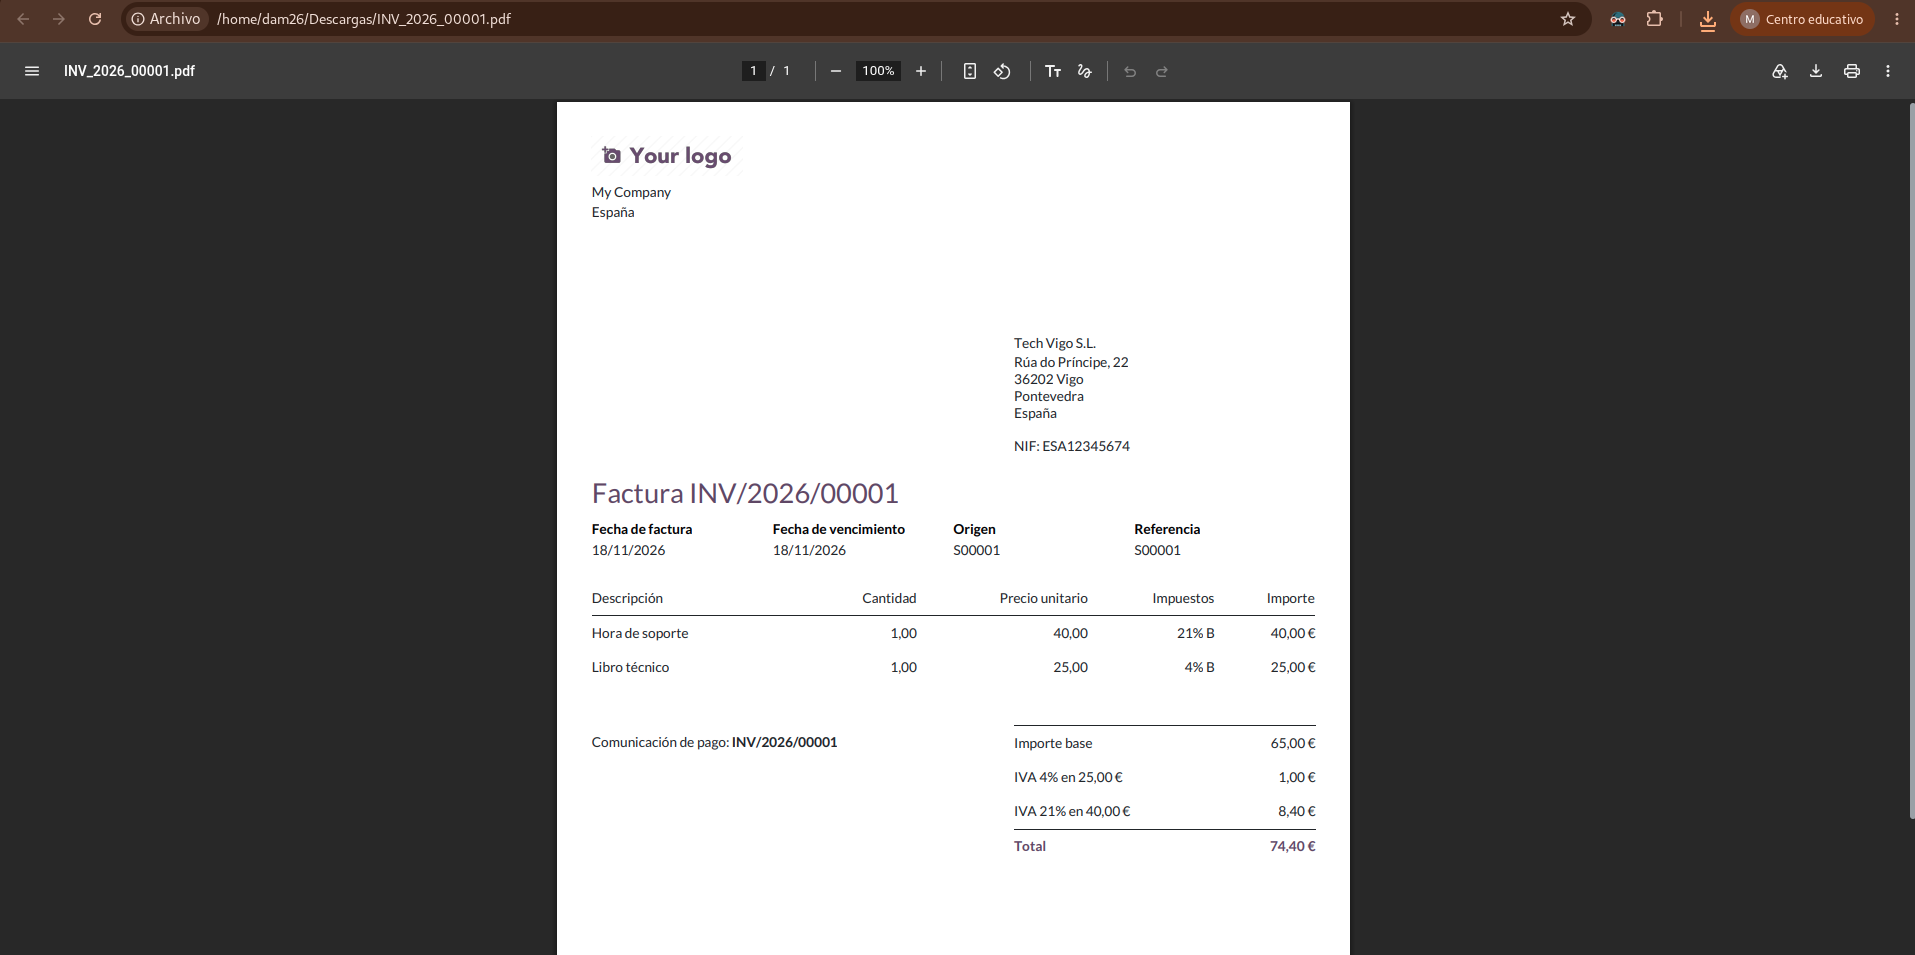 Archivo /home/dam26/Descargas/INV_2026_00001.pdf
M Centro educativo
INV_2026_00001.pdf
1 / 1
100%
Your logo
My Company
España
Tech Vigo S.L.
Rúa do Príncipe, 22
36202 Vigo
Pontevedra
España
NIF: ESA12345674
Factura INV/2026/00001
Fecha de factura Fecha de vencimiento Origen Referencia
18/11/2026 18/11/2026 S00001 S00001
Descripción Cantidad Precio unitario Impuestos Importe
Hora de soporte 1,00 40,00 21% B 40,00 €
Libro técnico 1,00 25,00 4% B 25,00 €
Comunicación de pago: INV/2026/00001
Importe base 65,00 €
IVA 4% en 25,00 € 1,00 €
IVA 21% en 40,00 € 8,40 €
Total 74,40 €